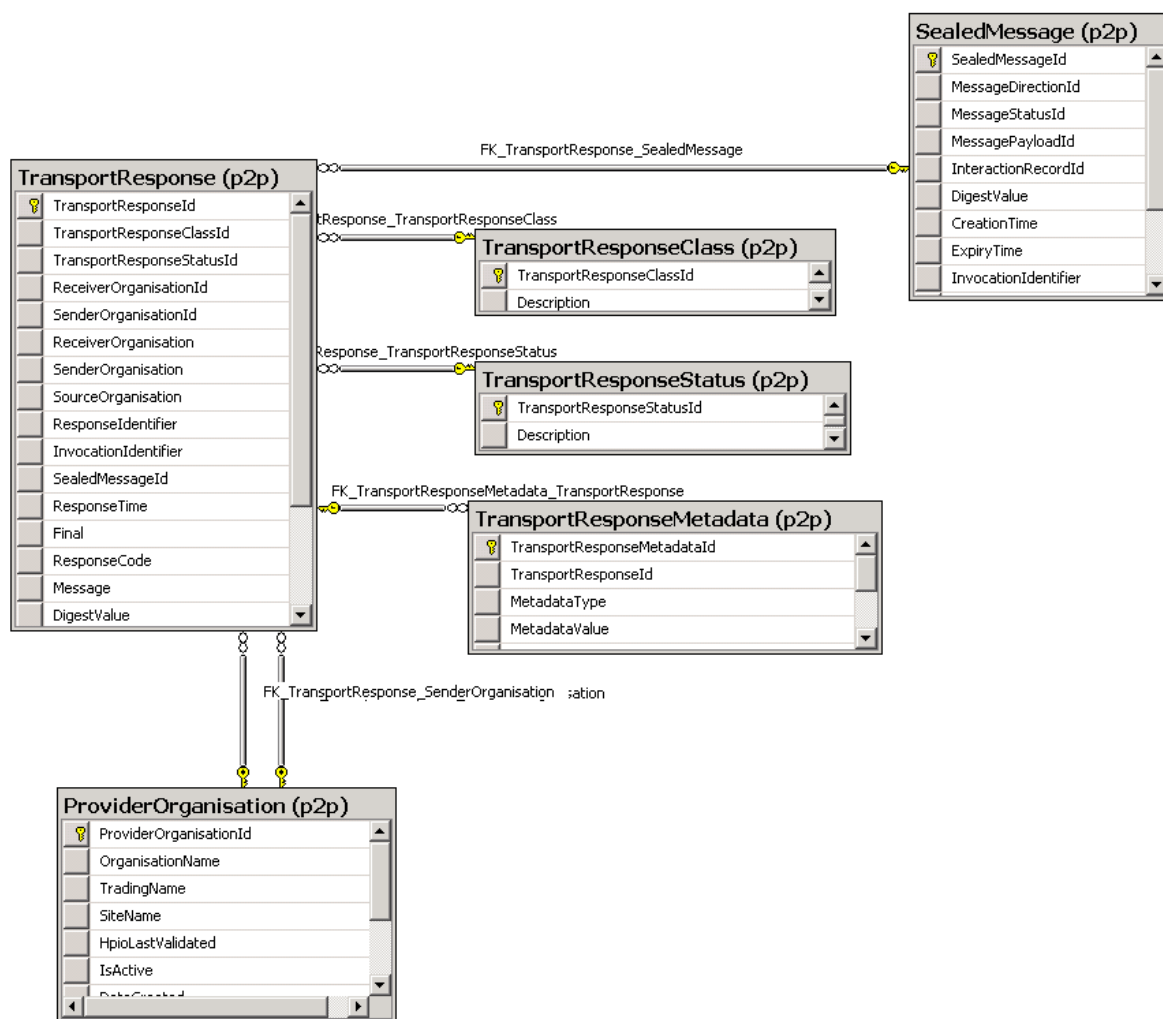 SealedMessage (p2p)
SealedMessageId
MessageDirectionId
MessageStatusId
MessagePayloadId
InteractionRecordId
DigestValue
CreationTime
ExpiryTime
InvocationIdentifier
FK_TransportResponse_SealedMessage
TransportResponse (p2p)
TransportResponseId
TransportResponseClassId
TransportResponseStatusId
ReceiverOrganisationId
SenderOrganisationId
ReceiverOrganisation
SenderOrganisation
SourceOrganisation
ResponseIdentifier
InvocationIdentifier
SealedMessageId
ResponseTime
Final
ResponseCode
Message
DigestValue
tResponse_TransportResponseClass
TransportResponseClass (p2p)
TransportResponseClassId
Description
Response_TransportResponseStatus
TransportResponseStatus (p2p)
TransportResponseStatusId
Description
FK_TransportResponseMetadata_TransportResponse
TransportResponseMetadata (p2p)
TransportResponseMetadataId
TransportResponseId
MetadataType
MetadataValue
FK_TransportResponse_SenderOrganisation sation
ProviderOrganisation (p2p)
ProviderOrganisationId
OrganisationName
TradingName
SiteName
HpioLastValidated
IsActive
DateCreated